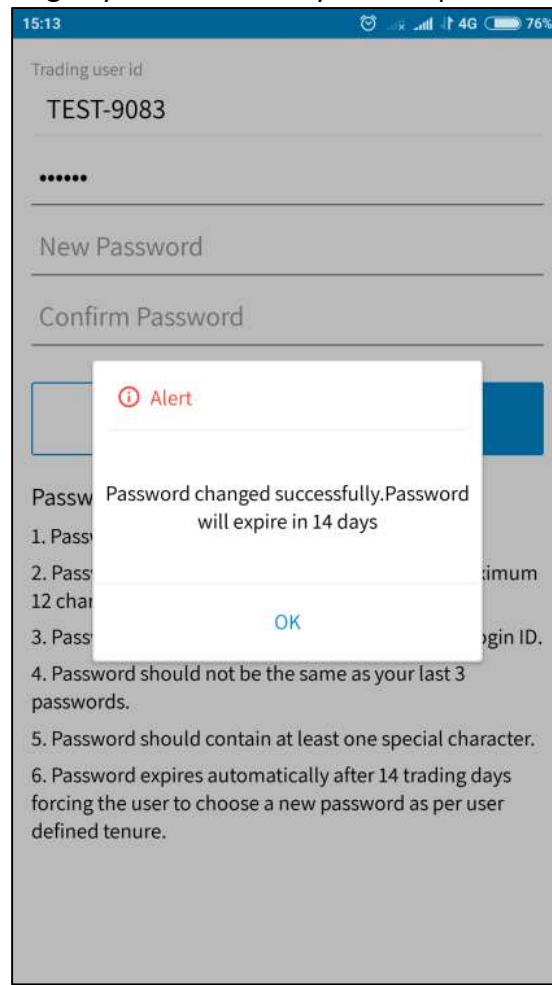 15:13 4G 76%
Trading user id
TEST-9083
••••••
New Password
Confirm Password
Alert
Password changed successfully.Password
will expire in 14 days
OK
Passw
1. Pass
2. Pass
12 char
3. Pass ogin ID.
4. Password should not be the same as your last 3
passwords.
5. Password should contain at least one special character.
6. Password expires automatically after 14 trading days
forcing the user to choose a new password as per user
defined tenure.